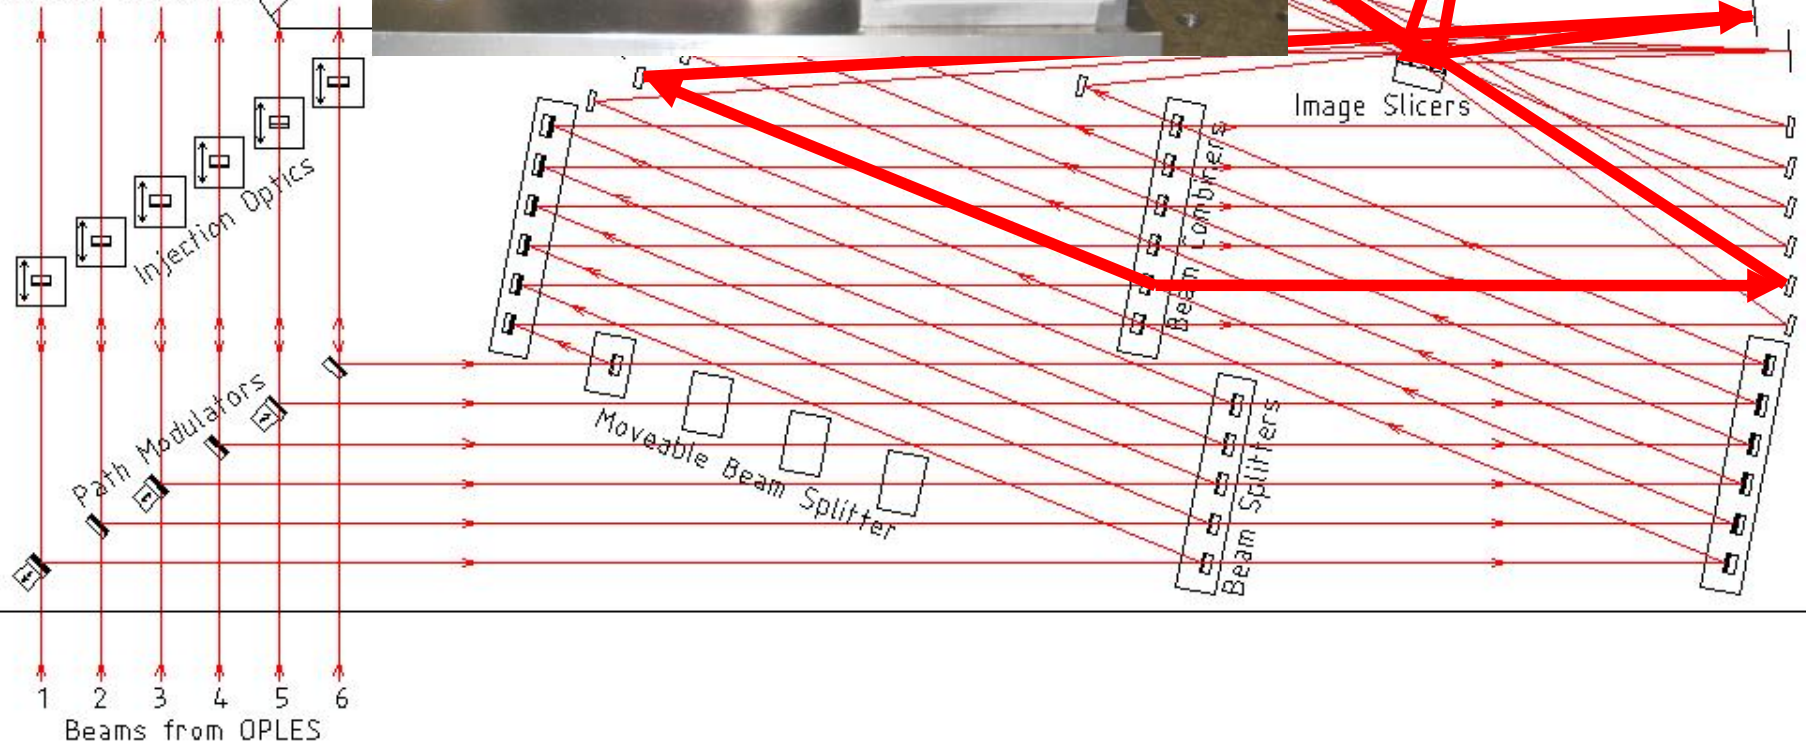 Image Slicers
Beam Combiners
Injection Optics
Path Modulators
Moveable Beam Splitter
Beam Splitters
1 2 3 4 5 6
Beams from OPLES